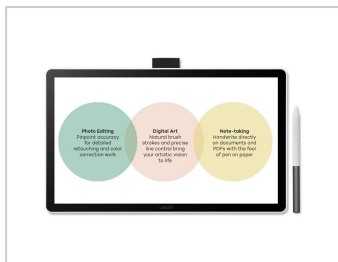 Photo Editing
Pinpoint accuracy
for detailed
retouching and color
correction work
Digital Art
Natural brush
strokes and precise
line control bring
your artistic vision
to life
Note-taking
Handwrite directly
on documents and
PDFs with the feel
of pen on paper
wacom